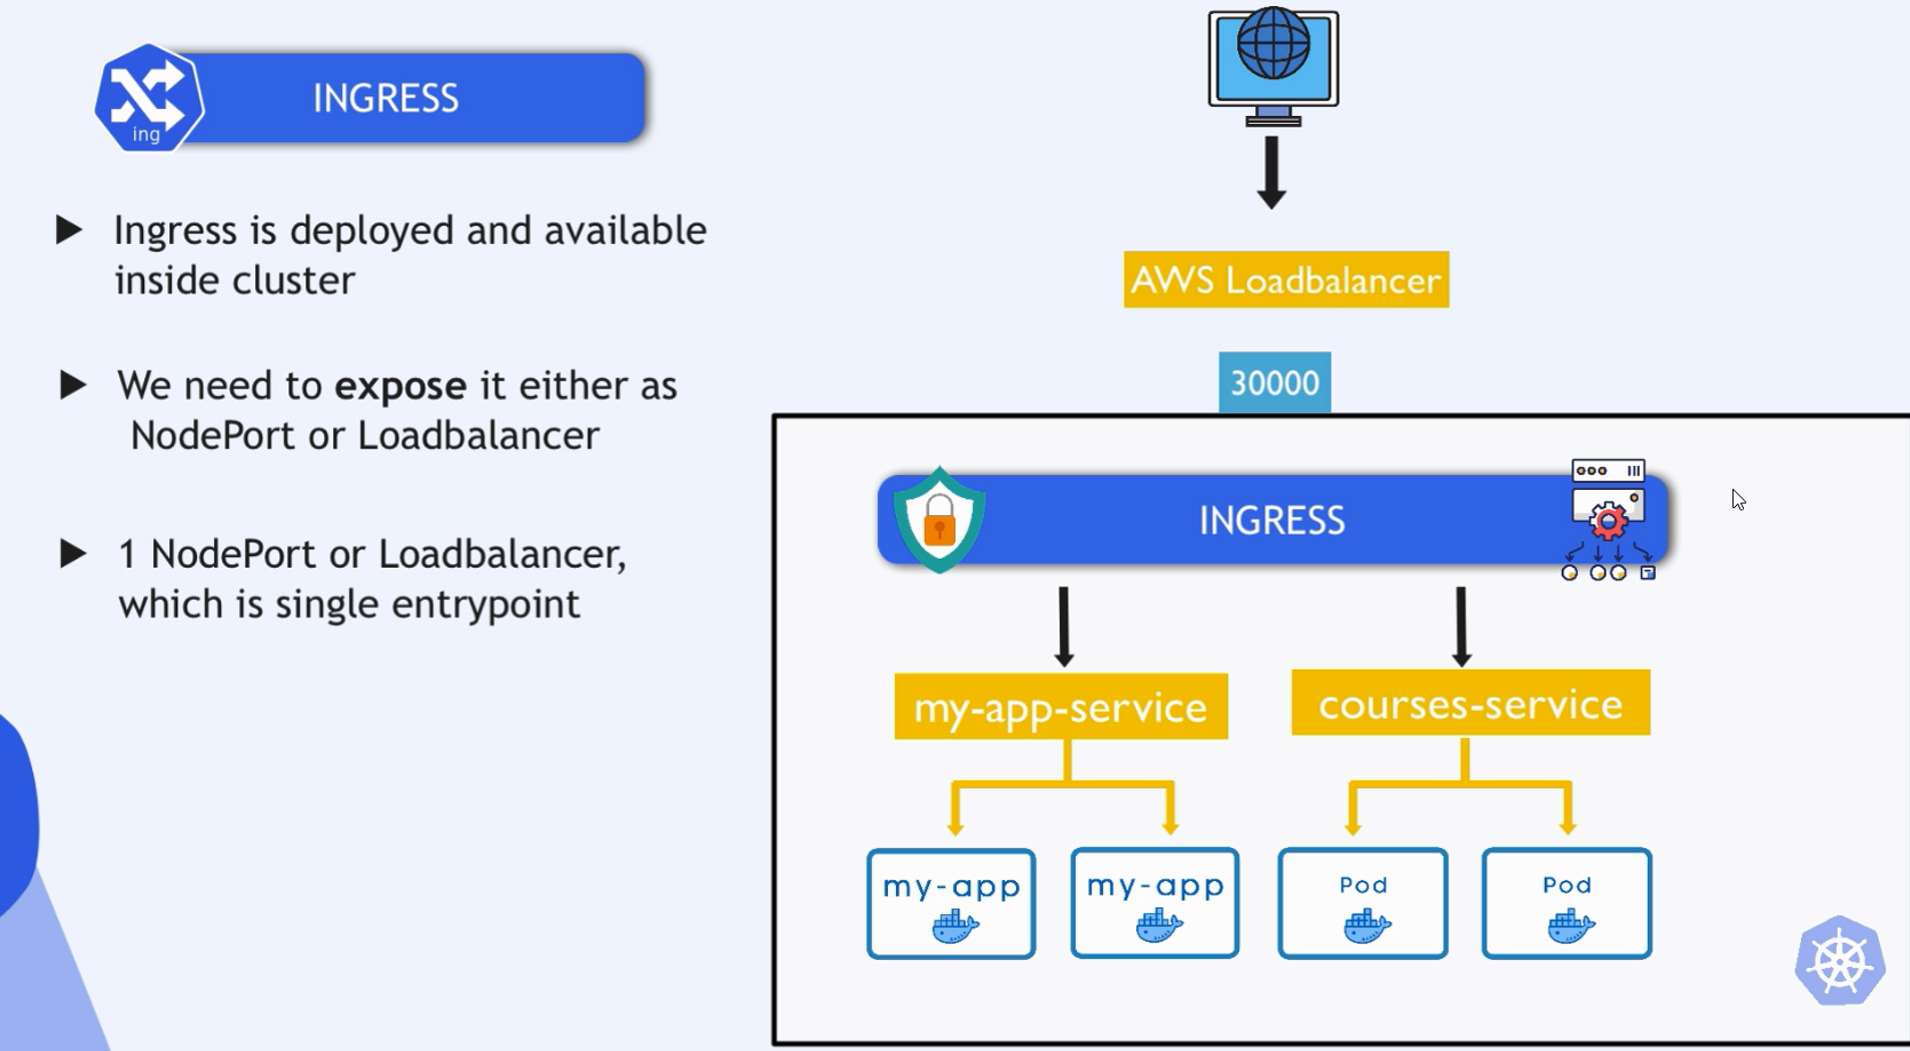 INGRESS
ing
Ingress is deployed and available
inside cluster
We need to expose it either as
NodePort or Loadbalancer
1 NodePort or Loadbalancer,
which is single entrypoint
AWS Loadbalancer
30000
INGRESS
my-app-service
courses-service
my-app
my-app
Pod
Pod